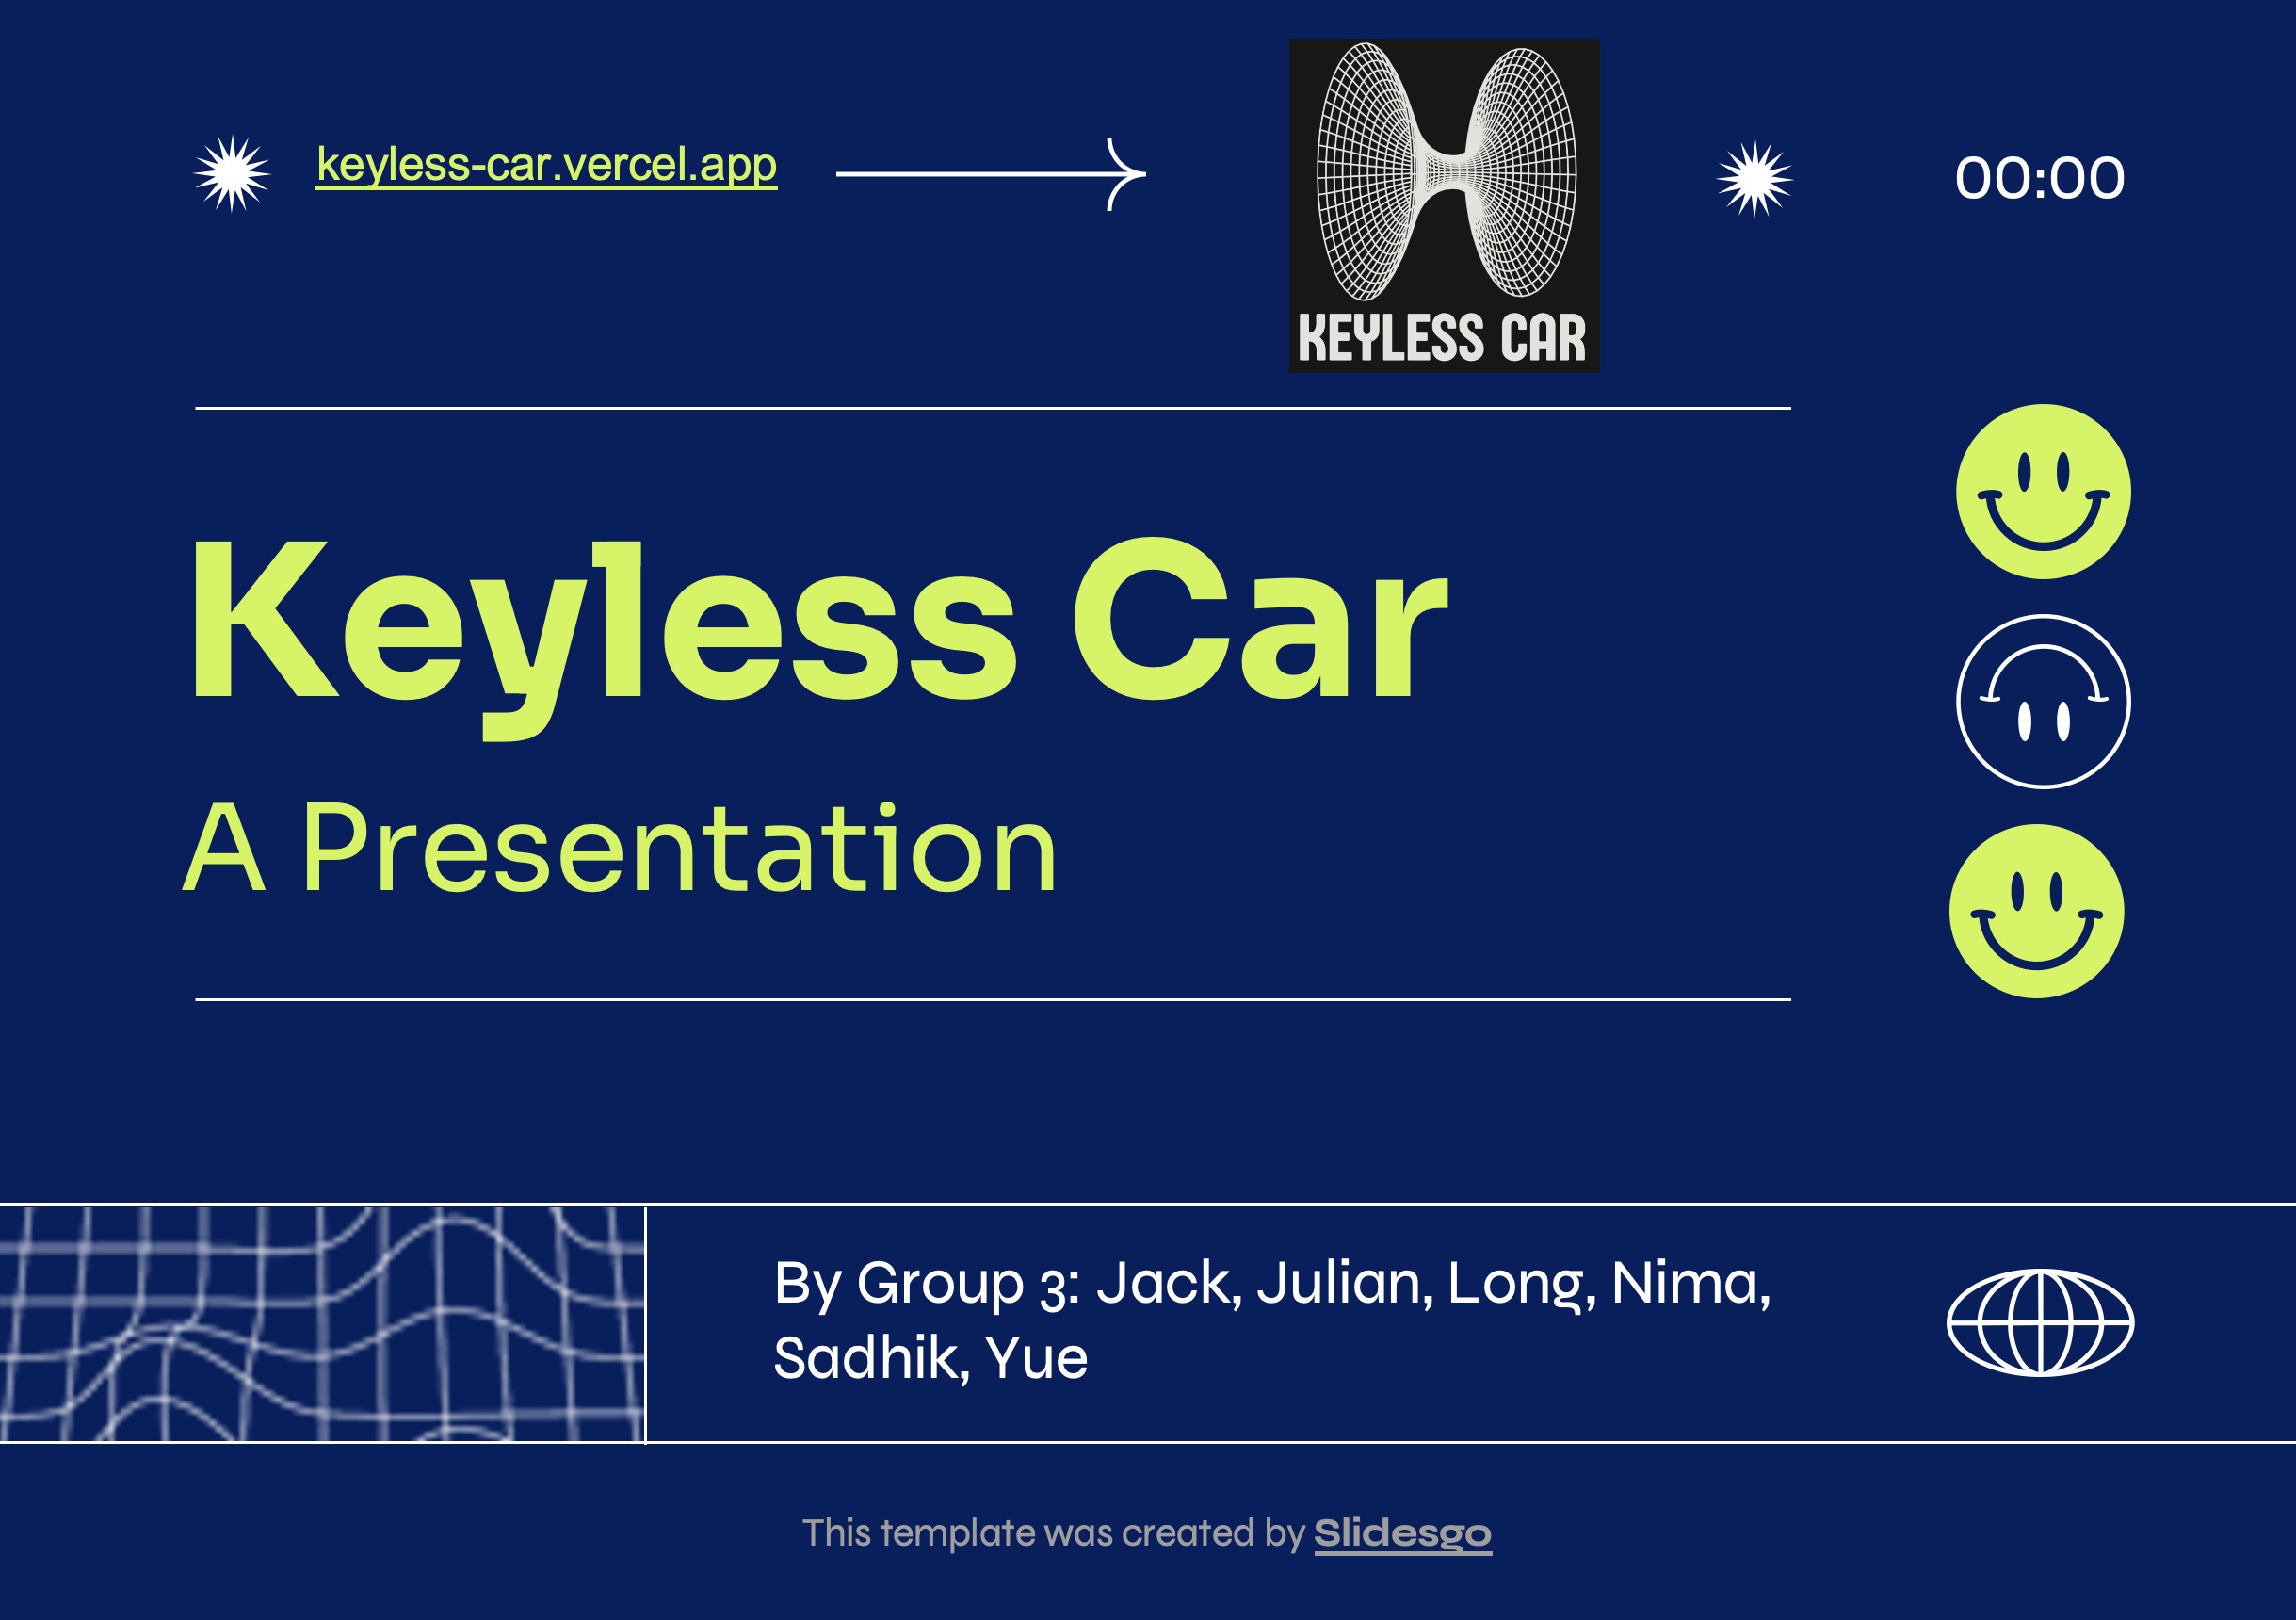 keyless-car.vercel.app
KEYLESS CAR
00:00
Keyless Car
A Presentation
By Group 3: Jack, Julian, Long, Nima,
Sadhik, Yue
This template was created by Slidesgo